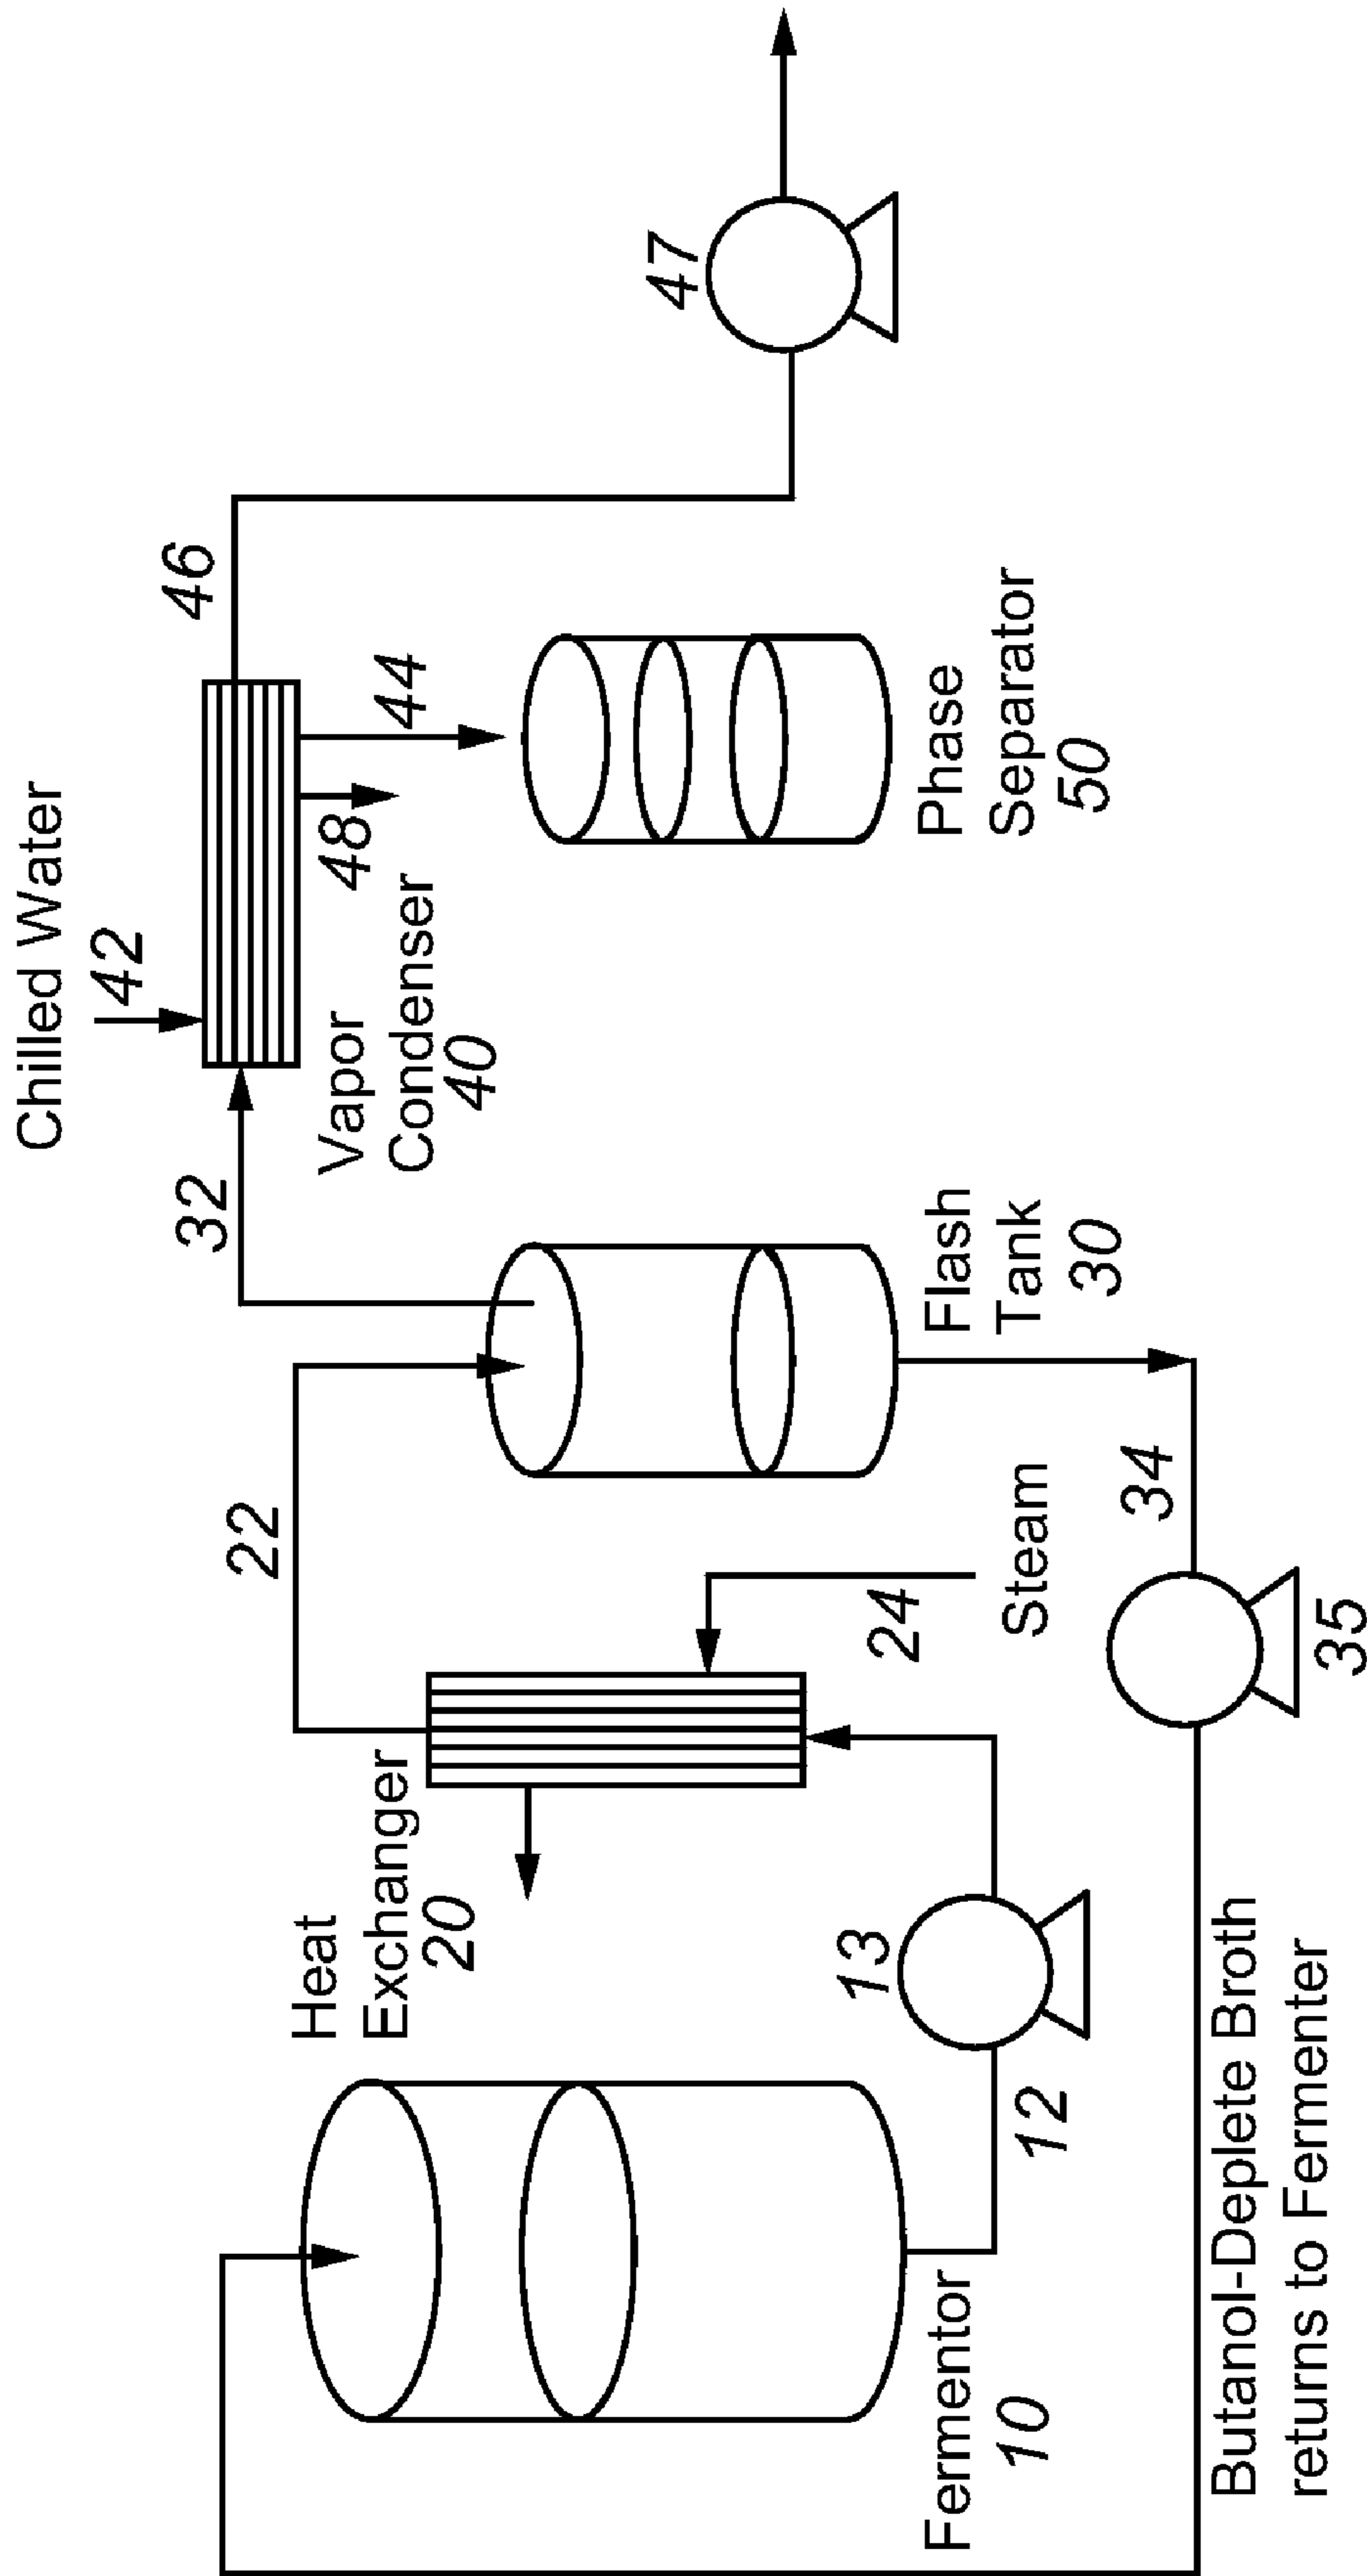 Chilled Water
42
46
47
32
44
48
Vapor
Condenser
40
Phase
Separator
50
22
Heat
Exchanger
20
24
Steam
Flash
Tank
30
34
35
13
12
Fermentor
10
Butanol-Deplete Broth
returns to Fermenter